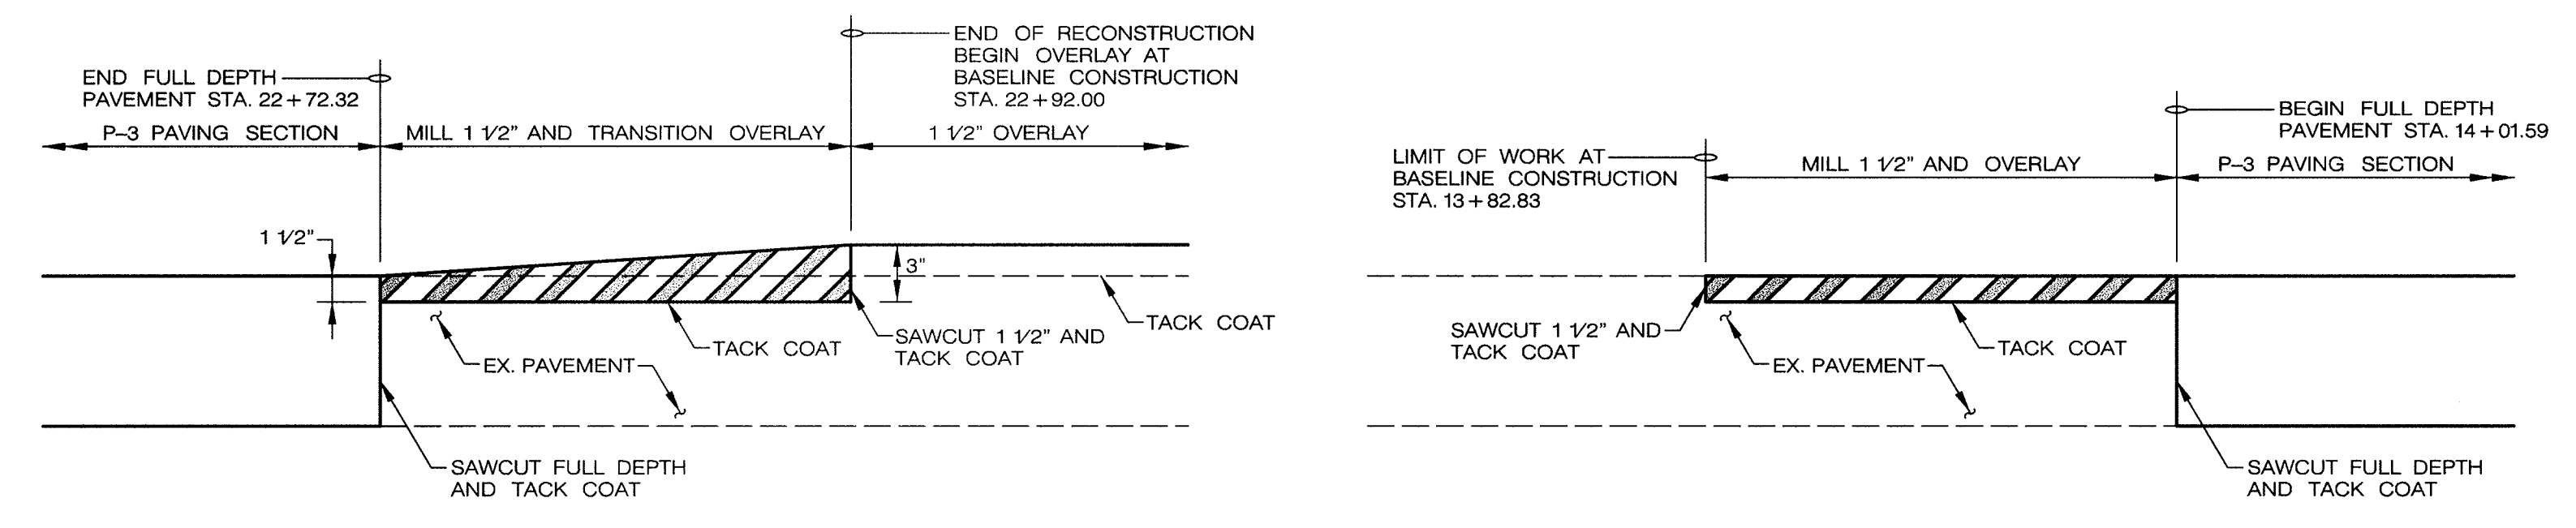 END OF RECONSTRUCTION
BEGIN OVERLAY AT
BASELINE CONSTRUCTION
STA. 22+92.00
END FULL DEPTH
PAVEMENT STA. 22+72.32
P-3 PAVING SECTION
MILL 1 1/2" AND TRANSITION OVERLAY
1 1/2" OVERLAY
1 1/2"
3"
TACK COAT
SAWCUT 1 1/2" AND
TACK COAT
TACK COAT
EX. PAVEMENT
SAWCUT FULL DEPTH
AND TACK COAT
BEGIN FULL DEPTH
PAVEMENT STA. 14+01.59
LIMIT OF WORK AT
BASELINE CONSTRUCTION
STA. 13+82.83
MILL 1 1/2" AND OVERLAY
P-3 PAVING SECTION
SAWCUT 1 1/2" AND
TACK COAT
TACK COAT
EX. PAVEMENT
SAWCUT FULL DEPTH
AND TACK COAT